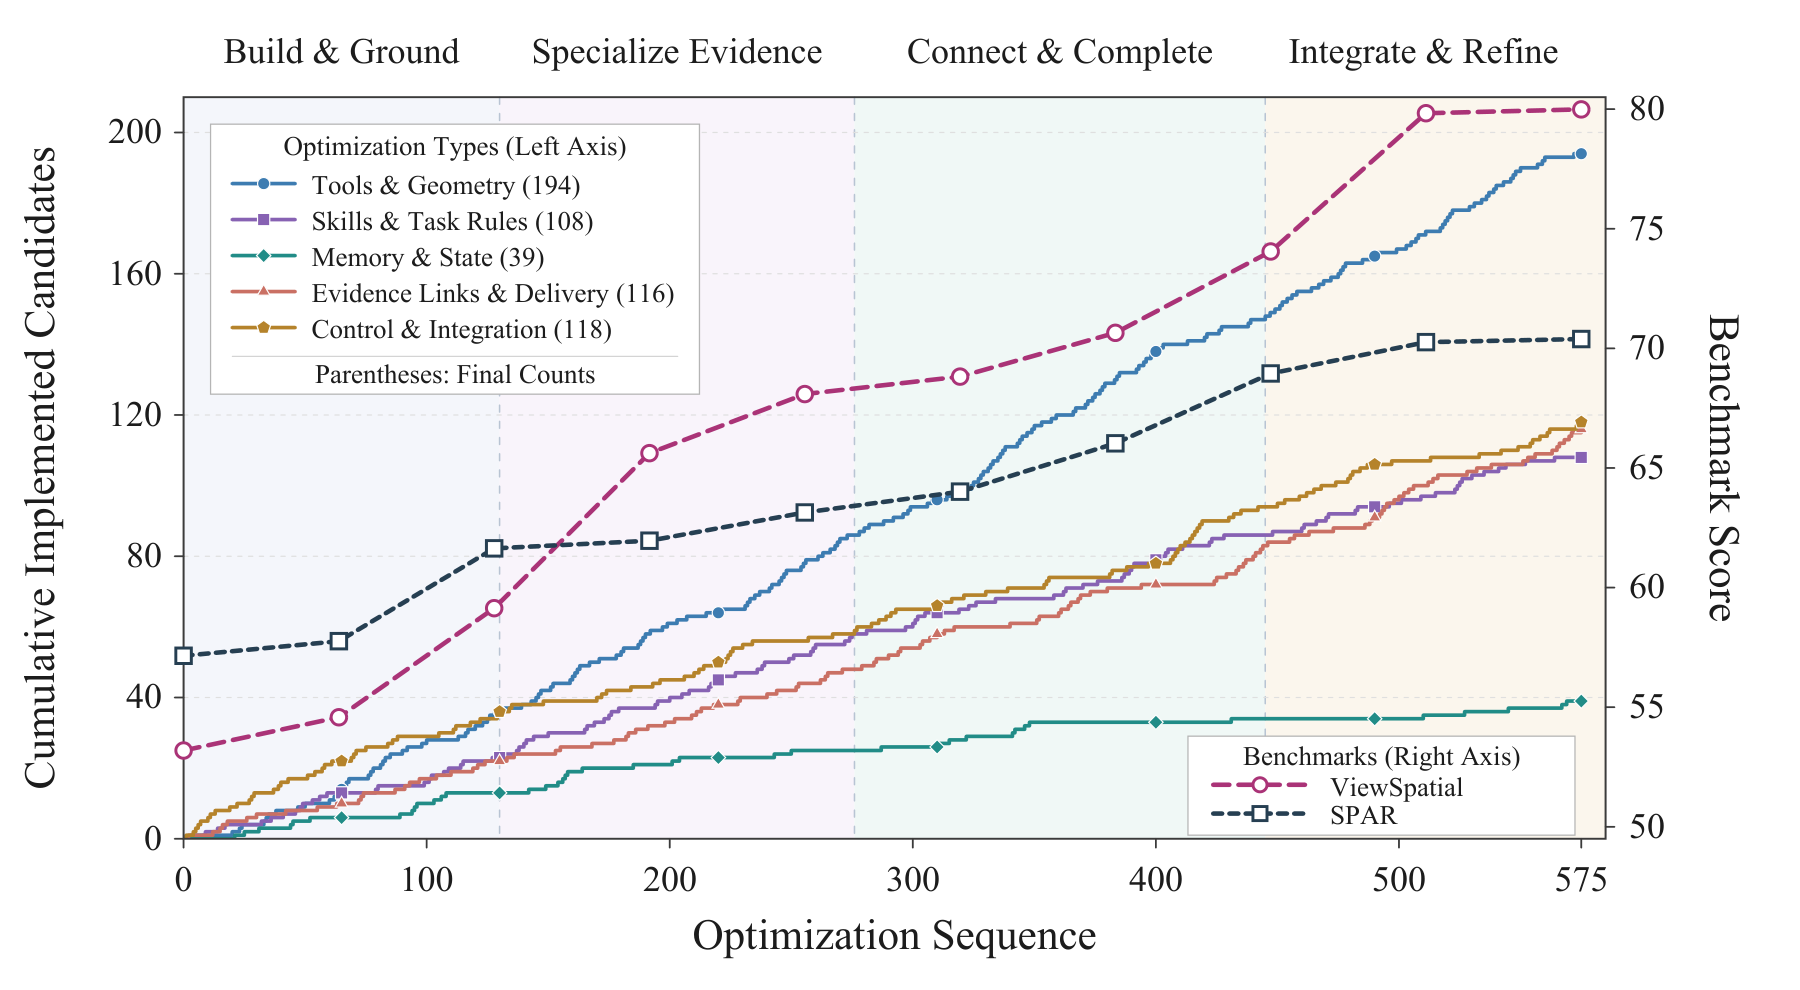 Build & Ground
Specialize Evidence
Connect & Complete
Integrate & Refine
Cumulative Implemented Candidates
200
160
120
80
40
0
Optimization Types (Left Axis)
Tools & Geometry (194)
Skills & Task Rules (108)
Memory & State (39)
Evidence Links & Delivery (116)
Control & Integration (118)
Parentheses: Final Counts
Benchmarks (Right Axis)
ViewSpatial
SPAR
80
75
70
65
60
55
50
Benchmark Score
0
100
200
300
400
500
575
Optimization Sequence